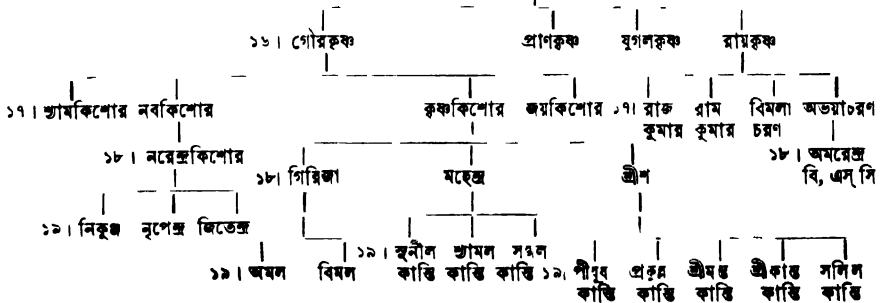 ১৬। গৌরকৃষ্ণ প্রাণকৃষ্ণ যুগলকৃষ্ণ রায়কৃষ্ণ
১৭। শ্যামকিশোর নবকিশোর কৃষ্ণকিশোর জয়কিশোর ১৭। রাজ রাম বিমলা অভয়াচরণ
কুমার কুমার চরণ
১৮। নরেন্দ্রকিশোর ১৮। গিরিজা মহেন্দ্র শ্রীশ ১৮। অমরেন্দ্র
বি, এস্ সি
১৯। নিকুঞ্জ নৃপেন্দ্র জিতেন্দ্র
১৯। অমল বিমল ১৯। সুনীল শ্যামল সজল ১৯। পীযুষ প্রফুল্ল শ্রীমন্ত শ্রীকান্ত সলিল
কান্তি কান্তি কান্তি কান্তি কান্তি কান্তি কান্তি কান্তি